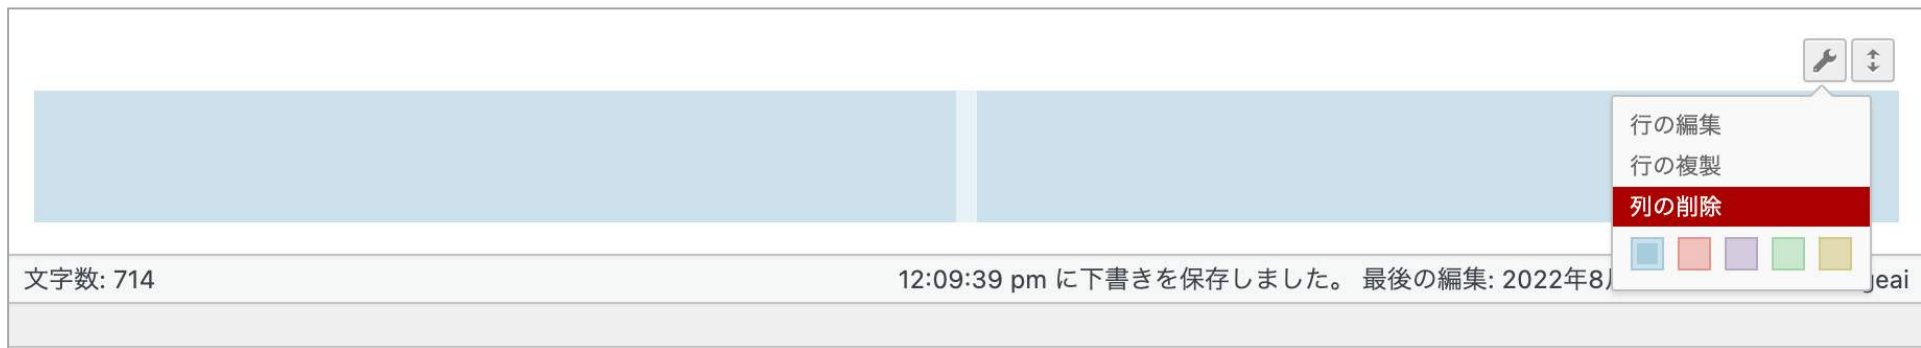 行の編集
行の複製
列の削除
文字数: 714
12:09:39 pm に下書きを保存しました。 最後の編集: 2022年8
geai